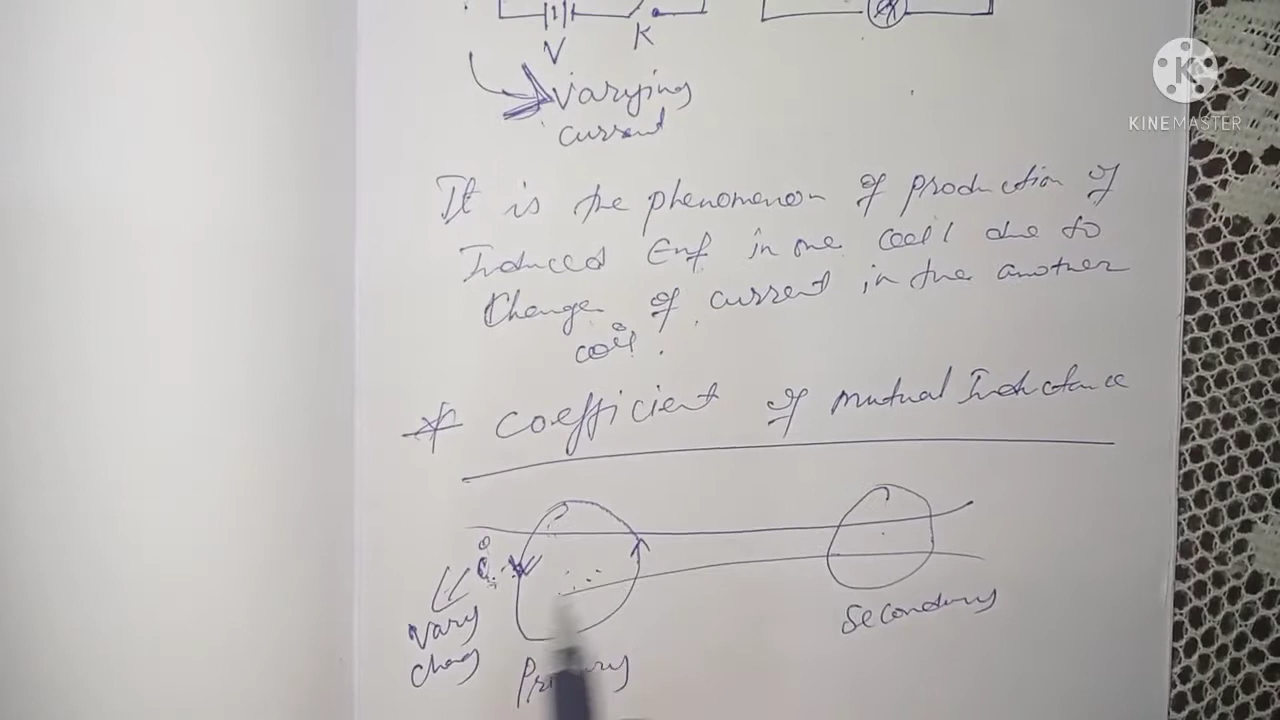 V
K
Varying
current
KINEMASTER
It is the phenomenon of production of
Induced Emf in one coil due to
Change of current in the another
coil.
* Coefficient of mutual Inductance
i
Vary
Secondary
Primary